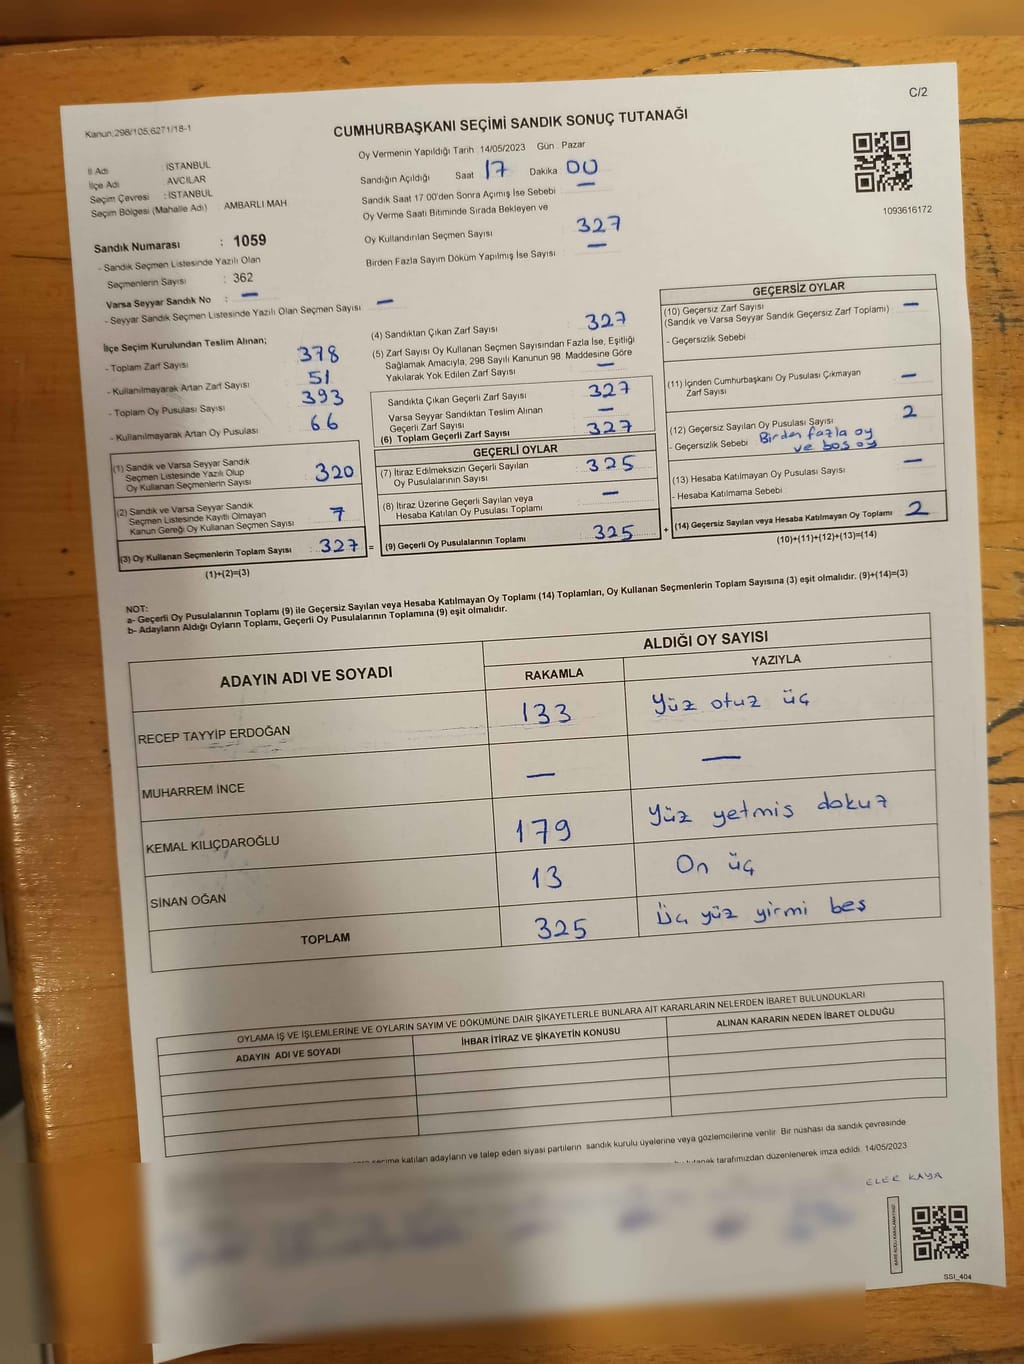 C/2
Kanun:298/105;6271/18-1
CUMHURBAŞKANI SEÇİMİ SANDIK SONUÇ TUTANAĞI
İl Adı : İSTANBUL
İlçe Adı : AVCILAR
Seçim Çevresi : İSTANBUL
Seçim Bölgesi (Mahalle Adı) : AMBARLI MAH
Oy Vermenin Yapıldığı Tarih 14/05/2023 Gün : Pazar
Sandığın Açıldığı Saat 17 Dakika 00
Sandık Saat 17 00'den Sonra Açımış İse Sebebi —
Oy Verme Saati Bitiminde Sırada Bekleyen ve
Oy Kullandırılan Seçmen Sayısı 327
Birden Fazla Sayım Döküm Yapılmış İse Sayısı —
1093616172
Sandık Numarası : 1059
- Sandık Seçmen Listesinde Yazılı Olan
Seçmenlerin Sayısı : 362
Varsa Seyyar Sandık No : —
- Seyyar Sandık Seçmen Listesinde Yazılı Olan Seçmen Sayısı —
İlçe Seçim Kurulundan Teslim Alınan;
- Toplam Zarf Sayısı 378
- Kullanılmayarak Artan Zarf Sayısı 51
- Toplam Oy Pusulası Sayısı 393
- Kullanılmayarak Artan Oy Pusulası 66
(1) Sandık ve Varsa Seyyar Sandık
Seçmen Listesinde Yazılı Olup
Oy Kullanan Seçmenlerin Sayısı 320
(2) Sandık ve Varsa Seyyar Sandık
Seçmen Listesinde Kayıtlı Olmayan
Kanun Gereği Oy Kullanan Seçmen Sayısı 7
(3) Oy Kullanan Seçmenlerin Toplam Sayısı : 327 =
(1)+(2)=(3)
(4) Sandıktan Çıkan Zarf Sayısı 327
(5) Zarf Sayısı Oy Kullanan Seçmen Sayısından Fazla İse, Eşitliği
Sağlamak Amacıyla, 298 Sayılı Kanunun 98. Maddesine Göre
Yakılarak Yok Edilen Zarf Sayısı —
Sandıkta Çıkan Geçerli Zarf Sayısı 327
Varsa Seyyar Sandıktan Teslim Alınan
Geçerli Zarf Sayısı —
(6) Toplam Geçerli Zarf Sayısı 327
GEÇERLİ OYLAR
(7) İtiraz Edilmeksizin Geçerli Sayılan
Oy Pusulalarının Sayısı 325
(8) İtiraz Üzerine Geçerli Sayılan veya
Hesaba Katılan Oy Pusulası Toplamı —
(9) Geçerli Oy Pusulalarının Toplamı 325 +
GEÇERSİZ OYLAR
(10) Geçersiz Zarf Sayısı
(Sandık ve Varsa Seyyar Sandık Geçersiz Zarf Toplamı) —
- Geçersizlik Sebebi
(11) İçinden Cumhurbaşkanı Oy Pusulası Çıkmayan
Zarf Sayısı —
(12) Geçersiz Sayılan Oy Pusulası Sayısı 2
- Geçersizlik Sebebi Birden fazla oy
ve boş oy
(13) Hesaba Katılmayan Oy Pusulası Sayısı —
- Hesaba Katılmama Sebebi
(14) Geçersiz Sayılan veya Hesaba Katılmayan Oy Toplamı 2
(10)+(11)+(12)+(13)=(14)
NOT:
a- Geçerli Oy Pusulalarının Toplamı (9) ile Geçersiz Sayılan veya Hesaba Katılmayan Oy Toplamı (14) Toplamları, Oy Kullanan Seçmenlerin Toplam Sayısına (3) eşit olmalıdır. (9)+(14)=(3)
b- Adayların Aldığı Oyların Toplamı, Geçerli Oy Pusulalarının Toplamına (9) eşit olmalıdır.
ADAYIN ADI VE SOYADI ALDIĞI OY SAYISI
RAKAMLA YAZIYLA
RECEP TAYYİP ERDOĞAN 133 Yüz otuz üç
MUHARREM İNCE — —
KEMAL KILIÇDAROĞLU 179 Yüz yetmis dokuz
SİNAN OĞAN 13 On üç
TOPLAM 325 Üç yüz yirmi beş
OYLAMA İŞ VE İŞLEMLERİNE VE OYLARIN SAYIM VE DÖKÜMÜNE DAİR ŞİKAYETLERLE BUNLARA AİT KARARLARIN NELERDEN İBARET BULUNDUKLARI
ADAYIN ADI VE SOYADI İHBAR İTİRAZ VE ŞİKAYETİN KONUSU ALINAN KARARIN NEDEN İBARET OLDUĞU
seçime katılan adayların ve talep eden siyasi partilerin sandık kurulu üyelerine veya gözlemcilerine verilir. Bir nüshası da sandık çevresinde
tutanak tarafımızdan düzenlenerek imza edildi. 14/05/2023
KAYA
SSI_404